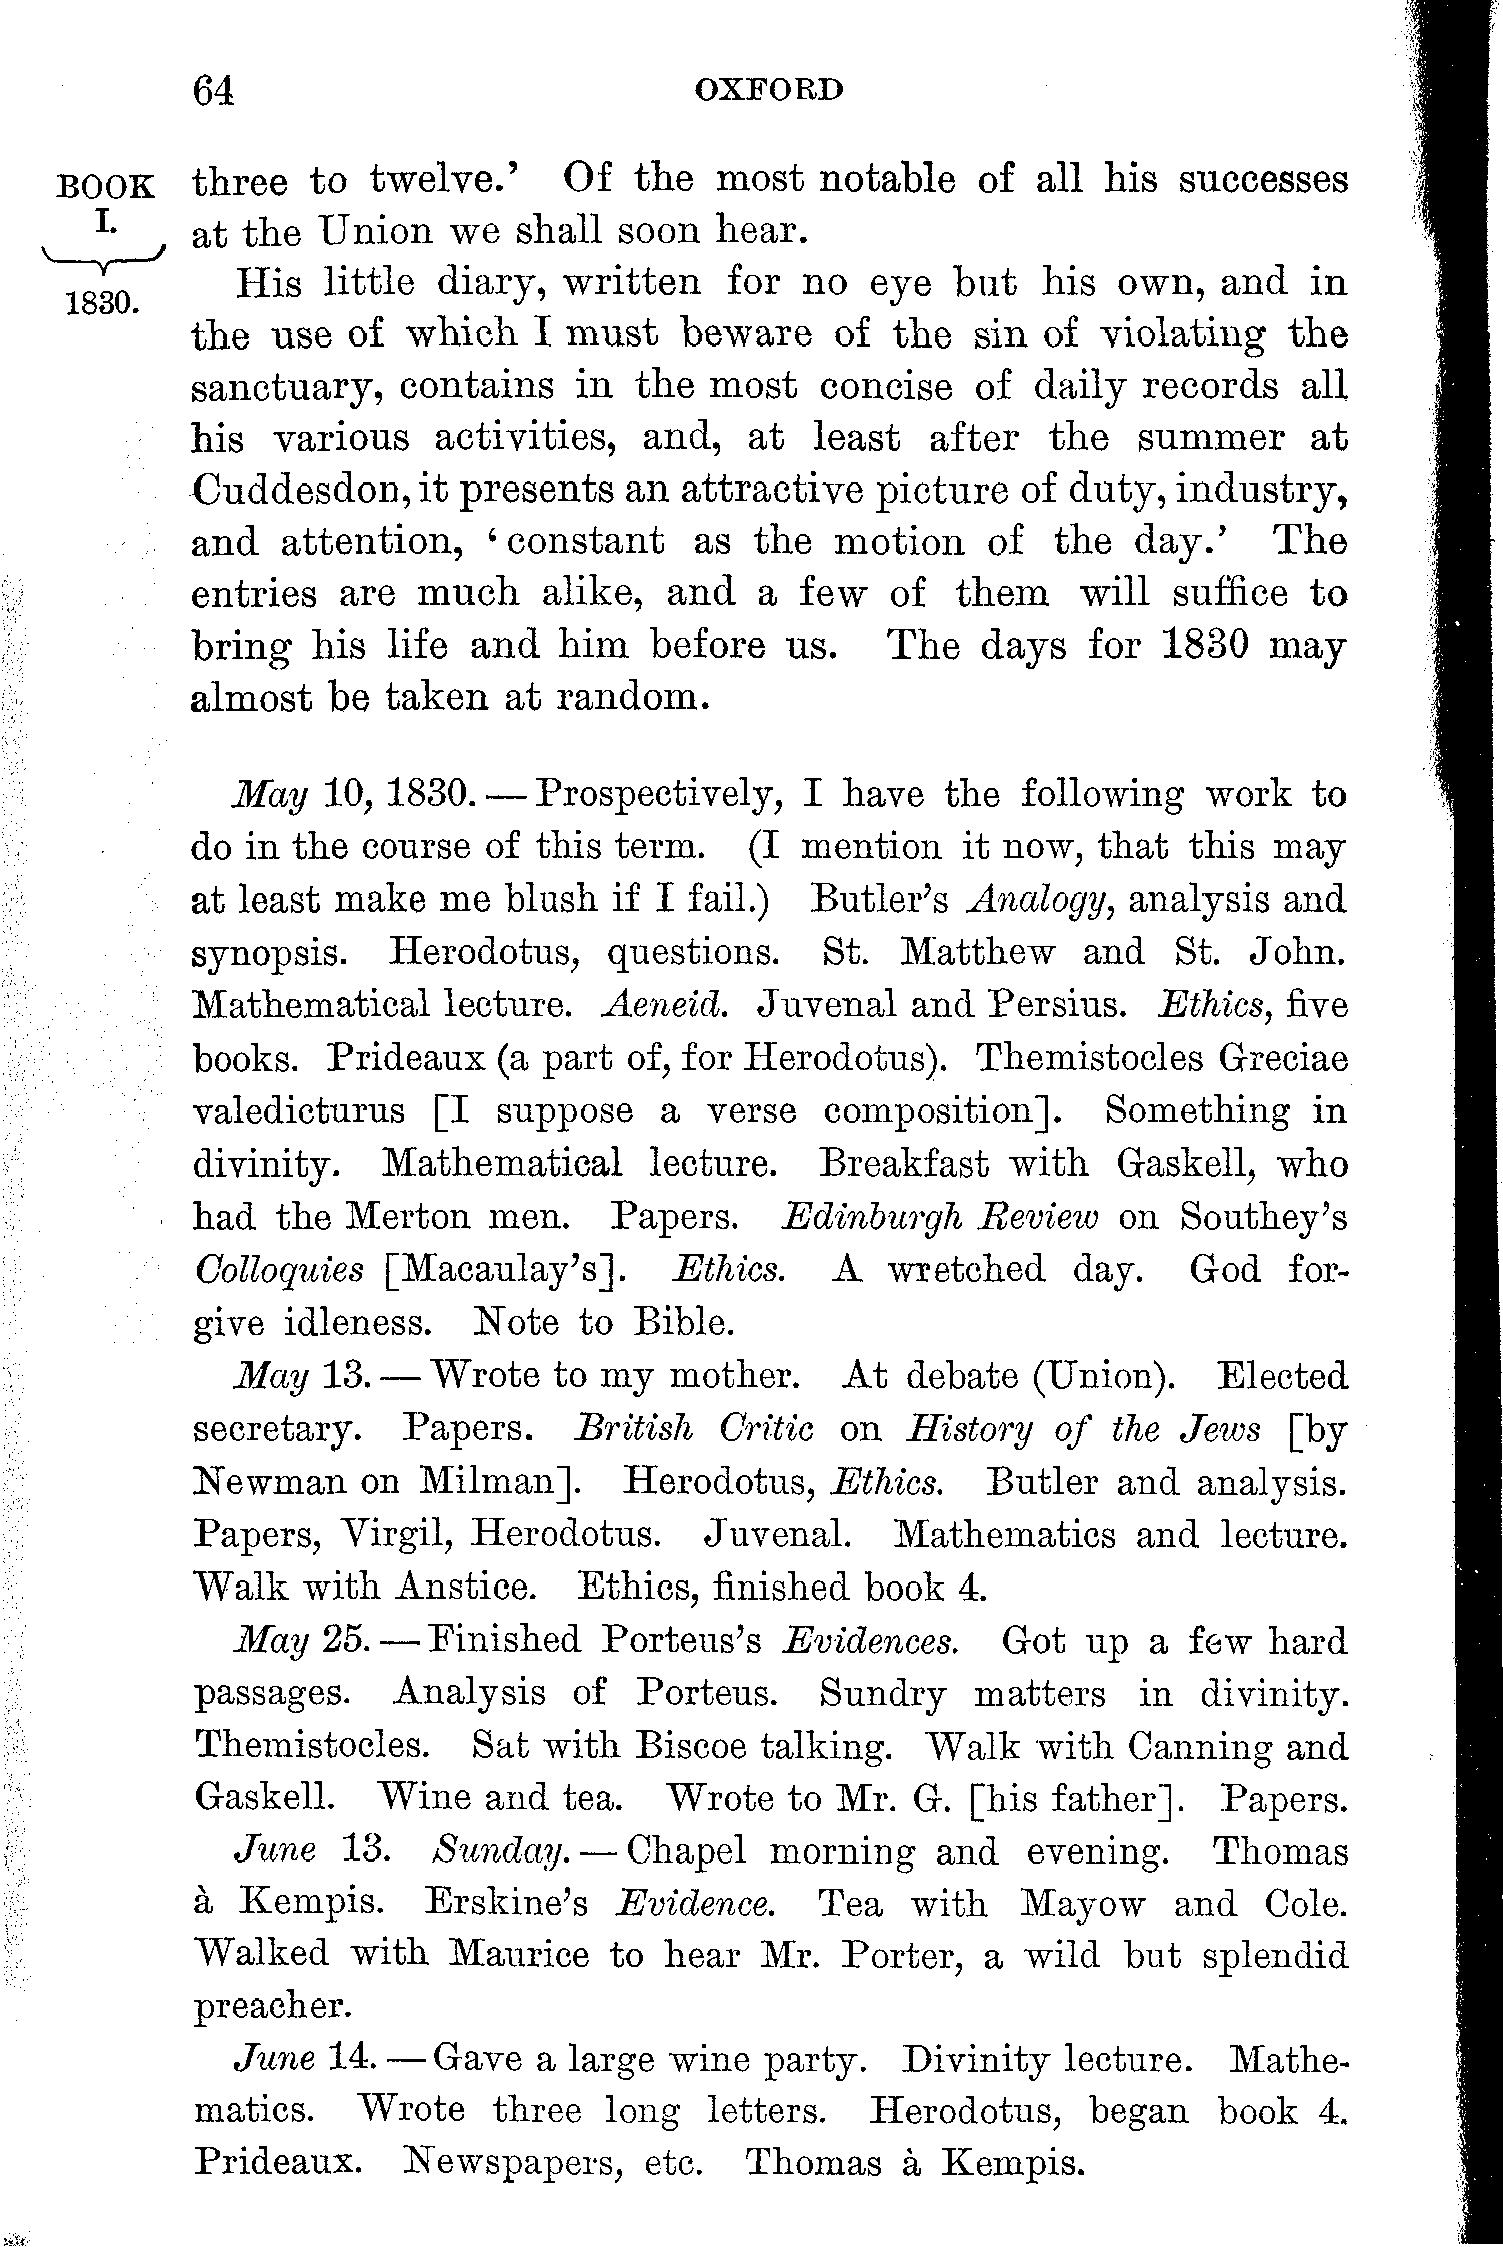 64 OXFORD
BOOK
I.
1830.
three to twelve.’ Of the most notable of all his successes
at the Union we shall soon hear.
His little diary, written for no eye but his own, and in
the use of which I must beware of the sin of violating the
sanctuary, contains in the most concise of daily records all
his various activities, and, at least after the summer at
Cuddesdon, it presents an attractive picture of duty, industry,
and attention, ‘constant as the motion of the day.’ The
entries are much alike, and a few of them will suffice to
bring his life and him before us. The days for 1830 may
almost be taken at random.
May 10, 1830.—Prospectively, I have the following work to
do in the course of this term. (I mention it now, that this may
at least make me blush if I fail.) Butler’s Analogy, analysis and
synopsis. Herodotus, questions. St. Matthew and St. John.
Mathematical lecture. Aeneid. Juvenal and Persius. Ethics, five
books. Prideaux (a part of, for Herodotus). Themistocles Greciae
valedicturus [I suppose a verse composition]. Something in
divinity. Mathematical lecture. Breakfast with Gaskell, who
had the Merton men. Papers. Edinburgh Review on Southey’s
Colloquies [Macaulay’s]. Ethics. A wretched day. God for-
give idleness. Note to Bible.
May 13.—Wrote to my mother. At debate (Union). Elected
secretary. Papers. British Critic on History of the Jews [by
Newman on Milman]. Herodotus, Ethics. Butler and analysis.
Papers, Virgil, Herodotus. Juvenal. Mathematics and lecture.
Walk with Anstice. Ethics, finished book 4.
May 25.—Finished Porteus’s Evidences. Got up a few hard
passages. Analysis of Porteus. Sundry matters in divinity.
Themistocles. Sat with Biscoe talking. Walk with Canning and
Gaskell. Wine and tea. Wrote to Mr. G. [his father]. Papers.
June 13. Sunday.—Chapel morning and evening. Thomas
à Kempis. Erskine’s Evidence. Tea with Mayow and Cole.
Walked with Maurice to hear Mr. Porter, a wild but splendid
preacher.
June 14.—Gave a large wine party. Divinity lecture. Mathe-
matics. Wrote three long letters. Herodotus, began book 4.
Prideaux. Newspapers, etc. Thomas à Kempis.